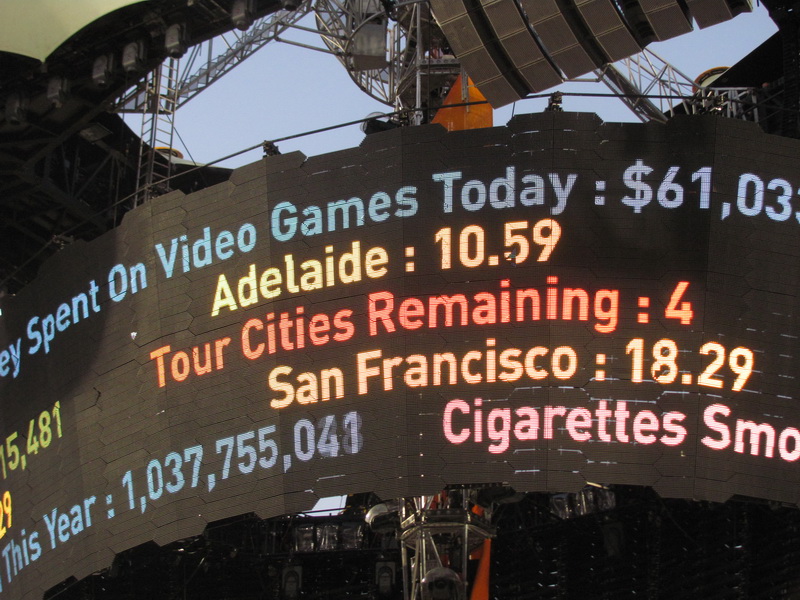 ey Spent On Video Games Today : $61,03
Adelaide : 10.59
Tour Cities Remaining : 4
San Francisco : 18.29
Cigarettes Smo
15,481
29
This Year : 1,037,755,041